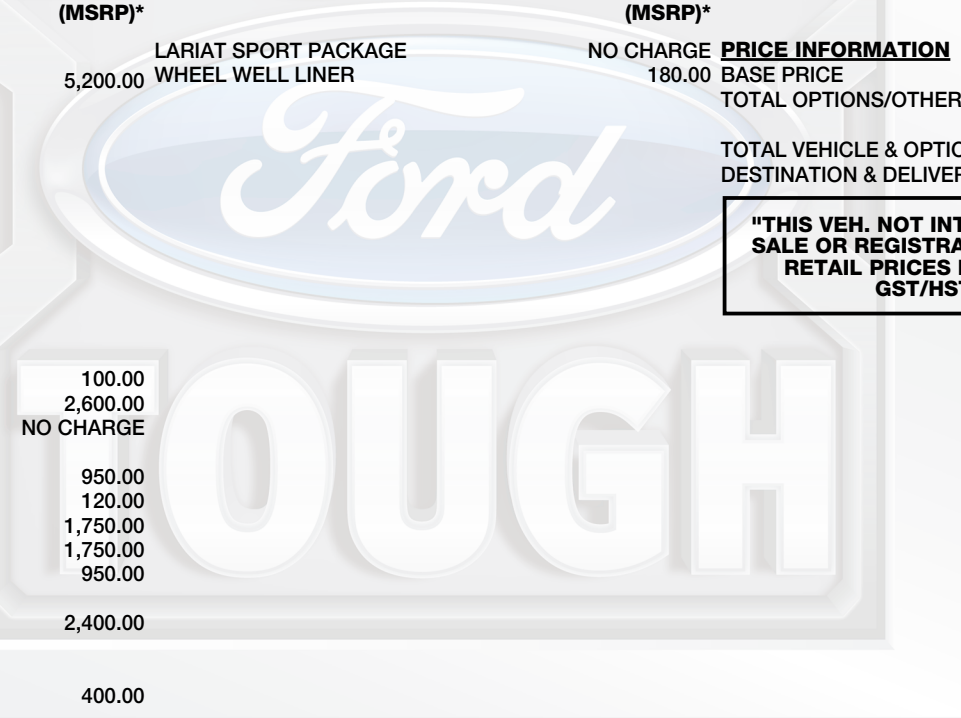 (MSRP)* (MSRP)*
LARIAT SPORT PACKAGE NO CHARGE PRICE INFORMATION
5,200.00 WHEEL WELL LINER 180.00 BASE PRICE
TOTAL OPTIONS/OTHER
TOTAL VEHICLE & OPTIO
DESTINATION & DELIVER
"THIS VEH. NOT INT
SALE OR REGISTRA
RETAIL PRICES I
GST/HST
Ford
100.00
2,600.00
NO CHARGE
950.00
120.00
1,750.00
1,750.00
950.00
2,400.00
400.00
TOUGH